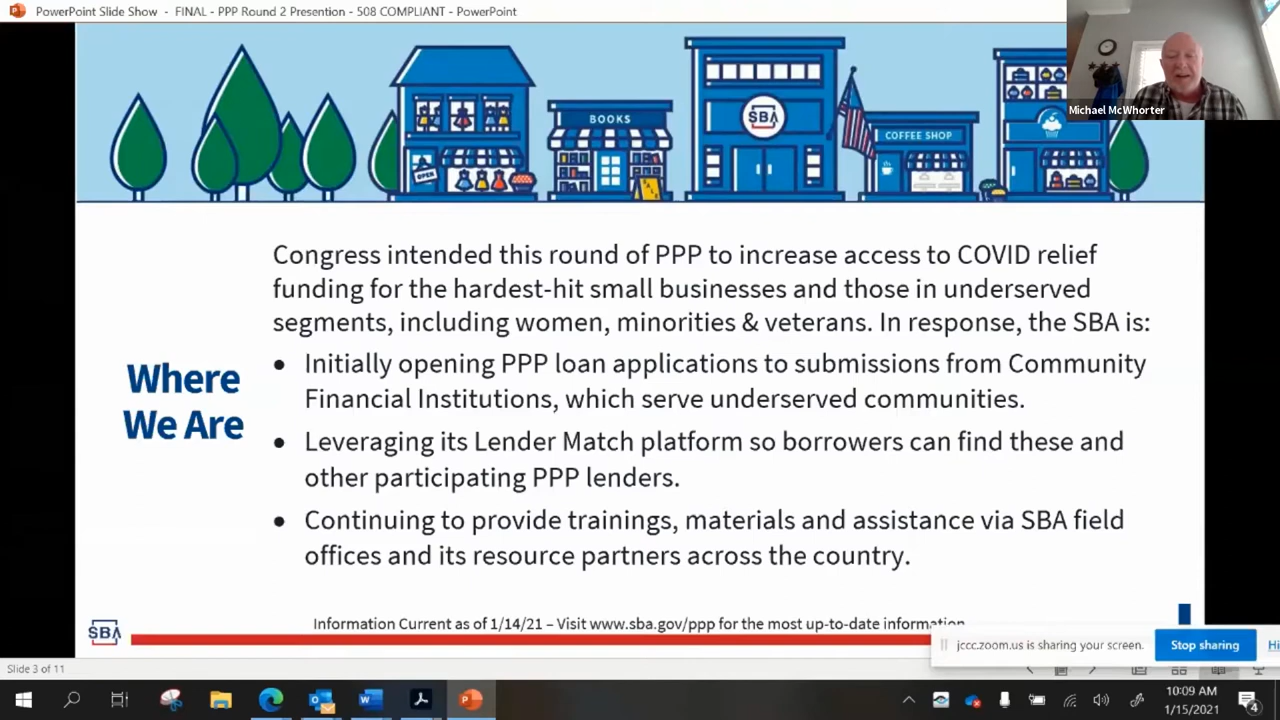 PowerPoint Slide Show - FINAL - PPP Round 2 Presention - 508 COMPLIANT - PowerPoint
Michael McWhorter
BOOKS
SBA
COFFEE SHOP
OPEN
Congress intended this round of PPP to increase access to COVID relief
funding for the hardest-hit small businesses and those in underserved
segments, including women, minorities & veterans. In response, the SBA is:
Where
We Are
• Initially opening PPP loan applications to submissions from Community
Financial Institutions, which serve underserved communities.
• Leveraging its Lender Match platform so borrowers can find these and
other participating PPP lenders.
• Continuing to provide trainings, materials and assistance via SBA field
offices and its resource partners across the country.
Information Current as of 1/14/21 – Visit www.sba.gov/ppp for the most up-to-date information
SBA
jccc.zoom.us is sharing your screen.
Stop sharing
Hi
Slide 3 of 11
10:09 AM
1/15/2021
4